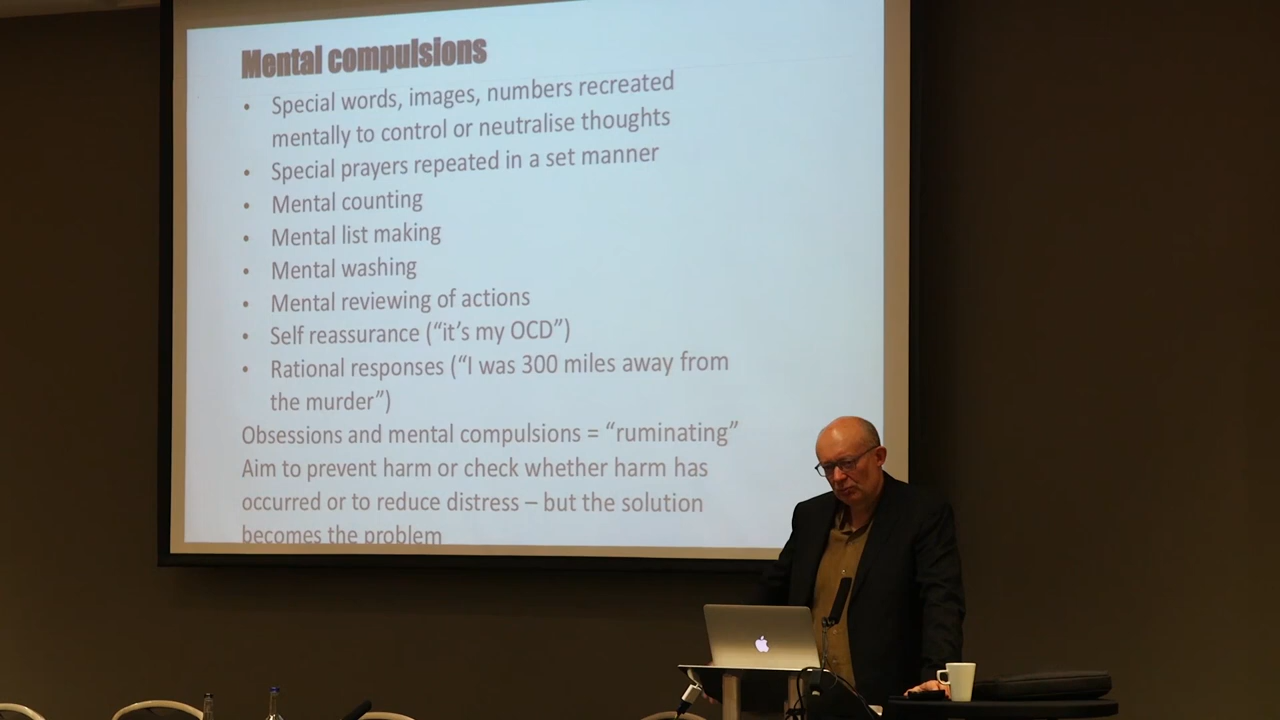 Mental compulsions
• Special words, images, numbers recreated
mentally to control or neutralise thoughts
• Special prayers repeated in a set manner
• Mental counting
• Mental list making
• Mental washing
• Mental reviewing of actions
• Self reassurance (“it’s my OCD”)
• Rational responses (“I was 300 miles away from
the murder”)
Obsessions and mental compulsions = “ruminating”
Aim to prevent harm or check whether harm has
occurred or to reduce distress – but the solution
becomes the problem